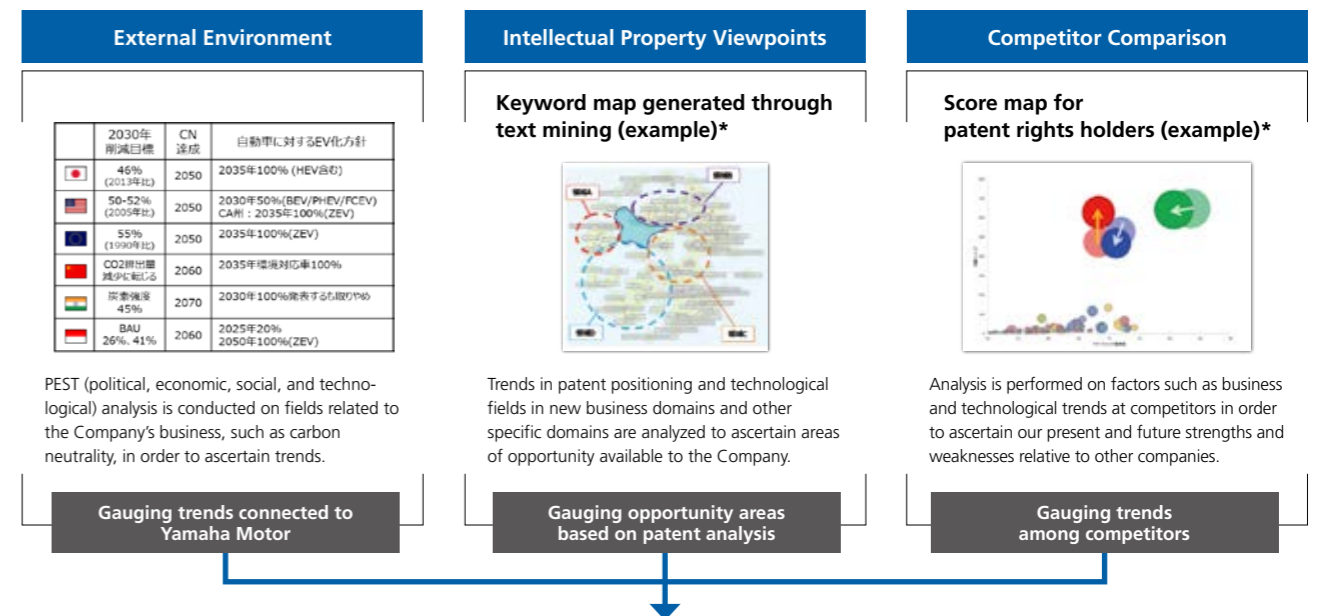 External Environment
2030年
削減目標
CN
達成
自動車に対するEV化方針
46%
(2013年比)
2050
2035年100% (HEV含む)
50-52%
(2005年比)
2050
2030年50%(BEV/PHEV/FCEV)
CA州：2035年100%(ZEV)
55%
(1990年比)
2050
2035年100%(ZEV)
CO2排出量
減少に転じる
2060
2035年環境対応車100%
炭素強度
45%
2070
2030年100%発表するも取りやめ
BAU
26%、41%
2060
2025年20%
2050年100%(ZEV)
PEST (political, economic, social, and techno-
logical) analysis is conducted on fields related to
the Company’s business, such as carbon
neutrality, in order to ascertain trends.
Gauging trends connected to
Yamaha Motor
Intellectual Property Viewpoints
Keyword map generated through
text mining (example)*
Trends in patent positioning and technological
fields in new business domains and other
specific domains are analyzed to ascertain areas
of opportunity available to the Company.
Gauging opportunity areas
based on patent analysis
Competitor Comparison
Score map for
patent rights holders (example)*
Analysis is performed on factors such as business
and technological trends at competitors in order
to ascertain our present and future strengths and
weaknesses relative to other companies.
Gauging trends
among competitors